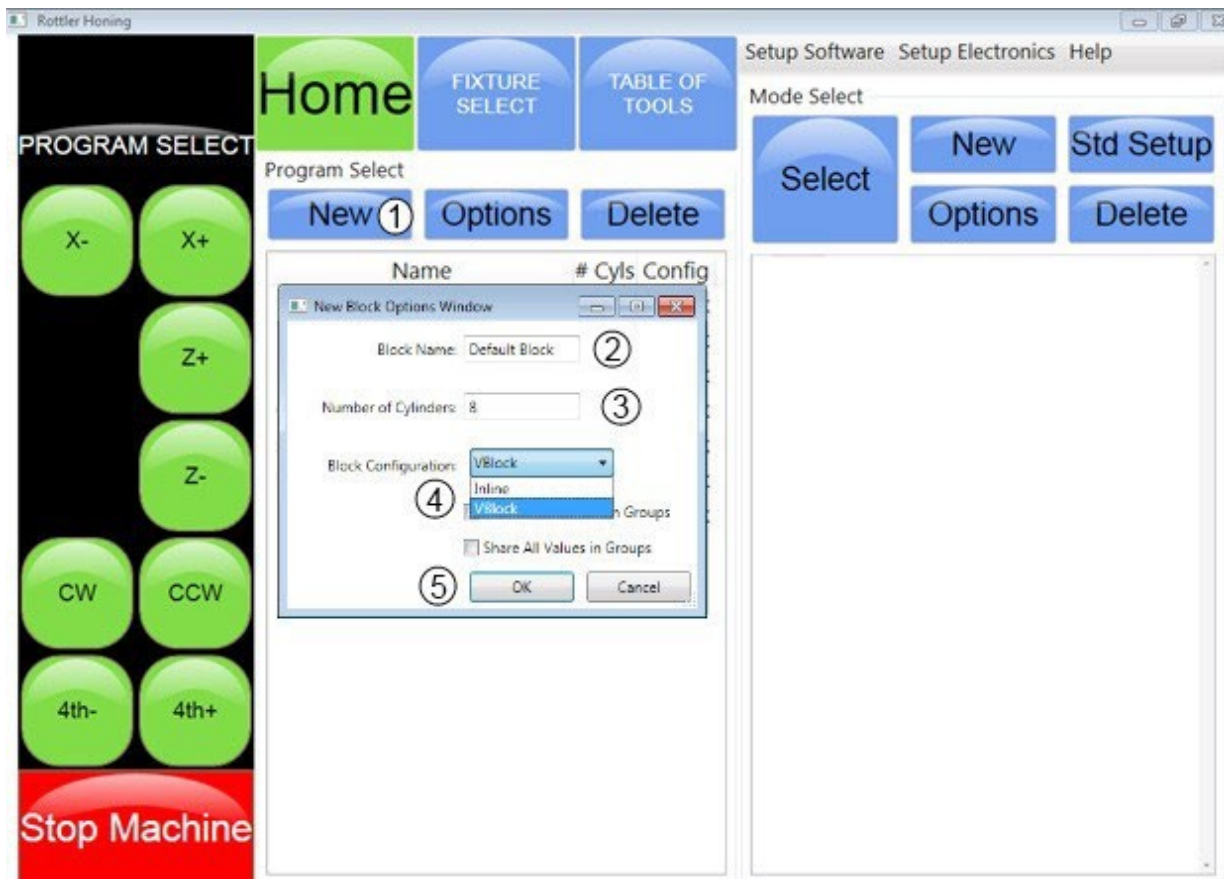 Rottler Honing
PROGRAM SELECT
X-
X+
Z+
Z-
CW
CCW
4th-
4th+
Stop Machine
Home
FIXTURE
SELECT
TABLE OF
TOOLS
Program Select
New
1
Options
Delete
Name
# Cyls Config
New Block Options Window
Block Name: Default Block
2
Number of Cylinders: 8
3
Block Configuration: VBlock
Inline
4
VBlock
n Groups
Share All Values in Groups
5
OK
Cancel
Setup Software
Setup Electronics
Help
Mode Select
Select
New
Std Setup
Options
Delete